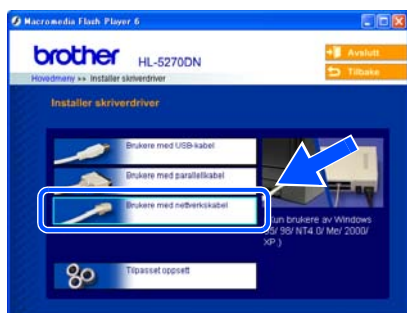 Macromedia Flash Player 6
brother HL-5270DN
Avslutt
Tilbake
Hovedmeny >> Installer skriverdriver
Installer skriverdriver
Brukere med USB-kabel
Brukere med parallellkabel
Brukere med nettverkskabel
Kun brukere av Windows
95/ 98/ NT4.0/ Me/ 2000/
XP.)
Tilpasset oppsett